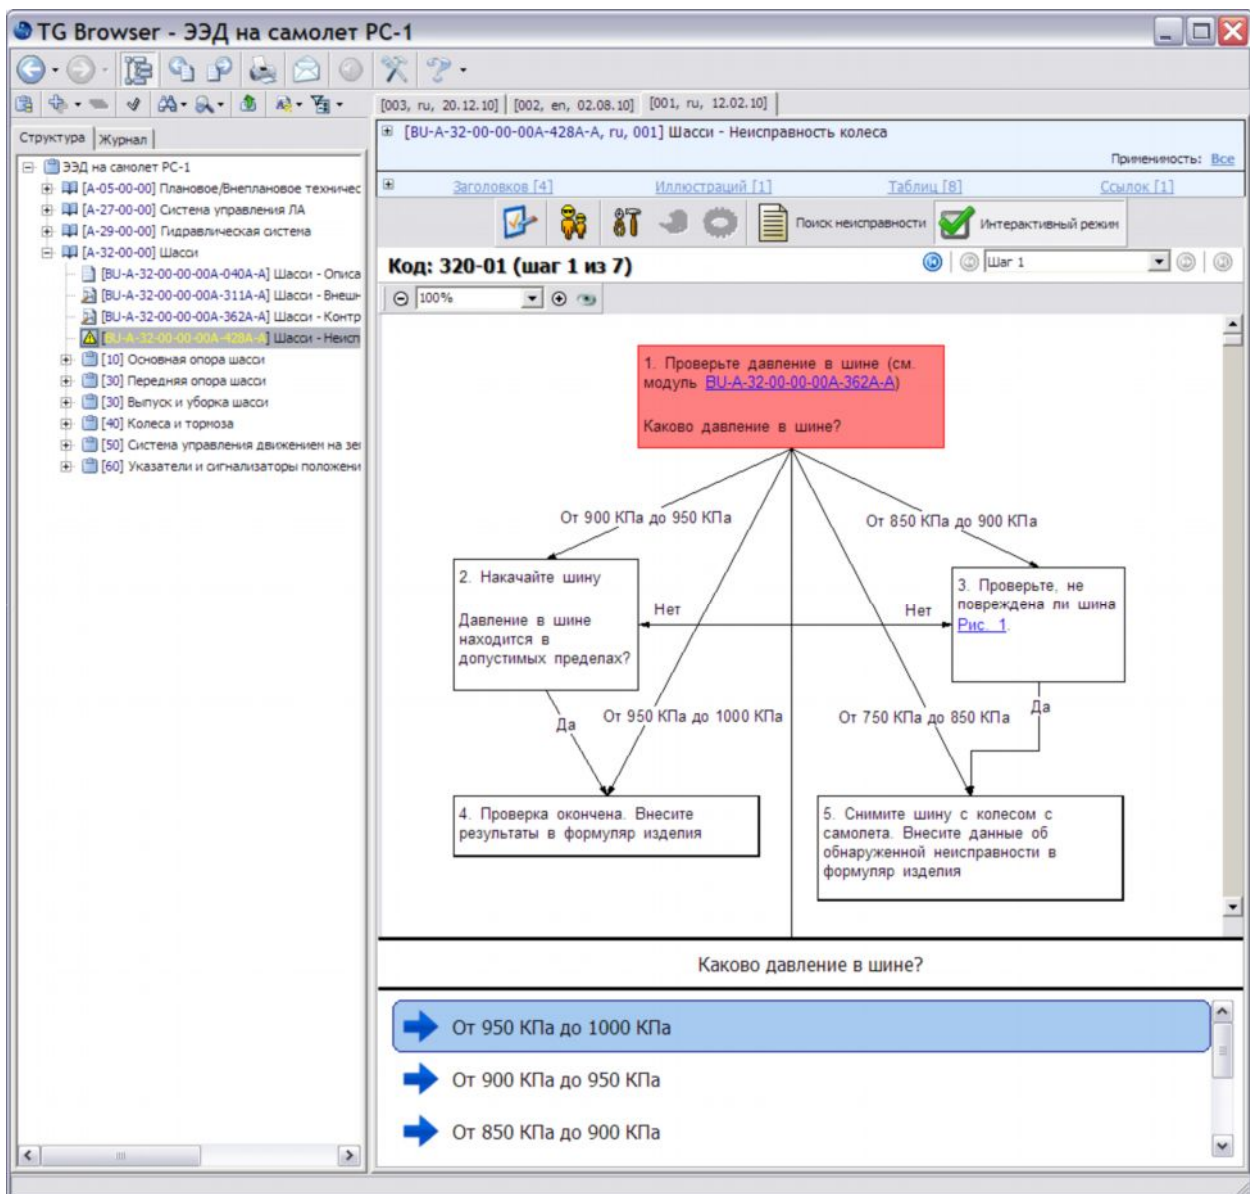 TG Browser - ЭЭД на самолет РС-1
Структура
Журнал
ЭЭД на самолет РС-1
[A-05-00-00] Плановое/Внеплановое техничес
[A-27-00-00] Система управления ЛА
[A-29-00-00] Гидравлическая система
[A-32-00-00] Шасси
[BU-A-32-00-00-00A-040A-A] Шасси - Описа
[BU-A-32-00-00-00A-311A-A] Шасси - Внешн
[BU-A-32-00-00-00A-362A-A] Шасси - Контр
[BU-A-32-00-00-00A-428A-A] Шасси - Неисп
[10] Основная опора шасси
[30] Передняя опора шасси
[30] Выпуск и уборка шасси
[40] Колеса и тормоза
[50] Система управления движением на зе
[60] Указатели и сигнализаторы положени
[003, ru, 20.12.10]
[002, en, 02.08.10]
[001, ru, 12.02.10]
[BU-A-32-00-00-00A-428A-A, ru, 001] Шасси - Неисправность колеса
Применимость: Все
Заголовков [4]
Иллюстраций [1]
Таблиц [8]
Ссылок [1]
Поиск неисправности
Интерактивный режим
Код: 320-01 (шаг 1 из 7)
Шаг 1
100%
1. Проверьте давление в шине (см.
модуль BU-A-32-00-00-00A-362A-A)
Каково давление в шине?
От 900 КПа до 950 КПа
От 850 КПа до 900 КПа
2. Накачайте шину
Давление в шине
находится в
допустимых пределах?
Нет
Нет
3. Проверьте, не
повреждена ли шина
Рис. 1.
Да
От 950 КПа до 1000 КПа
От 750 КПа до 850 КПа
Да
4. Проверка окончена. Внесите
результаты в формуляр изделия
5. Снимите шину с колесом с
самолета. Внесите данные об
обнаруженной неисправности в
формуляр изделия
Каково давление в шине?
От 950 КПа до 1000 КПа
От 900 КПа до 950 КПа
От 850 КПа до 900 КПа